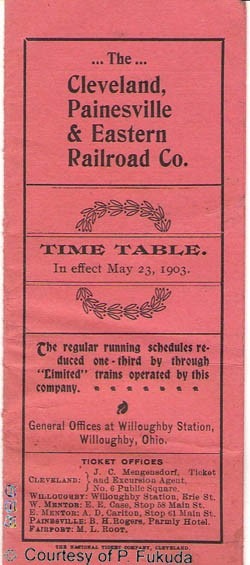 ... The ...
Cleveland,
Painesville
& Eastern
Railroad Co.
TIME TABLE.
In effect May 23, 1903.
The regular running schedules re-
duced one-third by through
"Limited" trains operated by this
company.
General Offices at Willoughby Station,
Willoughby, Ohio.
TICKET OFFICES
CLEVELAND: { J. C. Mengensdorf, Ticket
and Excursion Agent,
No. 6 Public Square.
WILLOUGHBY: Willoughby Station, Erie St.
W. MENTOR: E. E. Case, Stop 58 Main St.
E. MENTOR: A. D. Carlton, Stop 61 Main St.
PAINESVILLE: B. H. Rogers, Parmly Hotel.
FAIRPORT: M. L. ROOT.
THE NATIONAL TICKET COMPANY, CLEVELAND.
© Courtesy of P. Fukuda